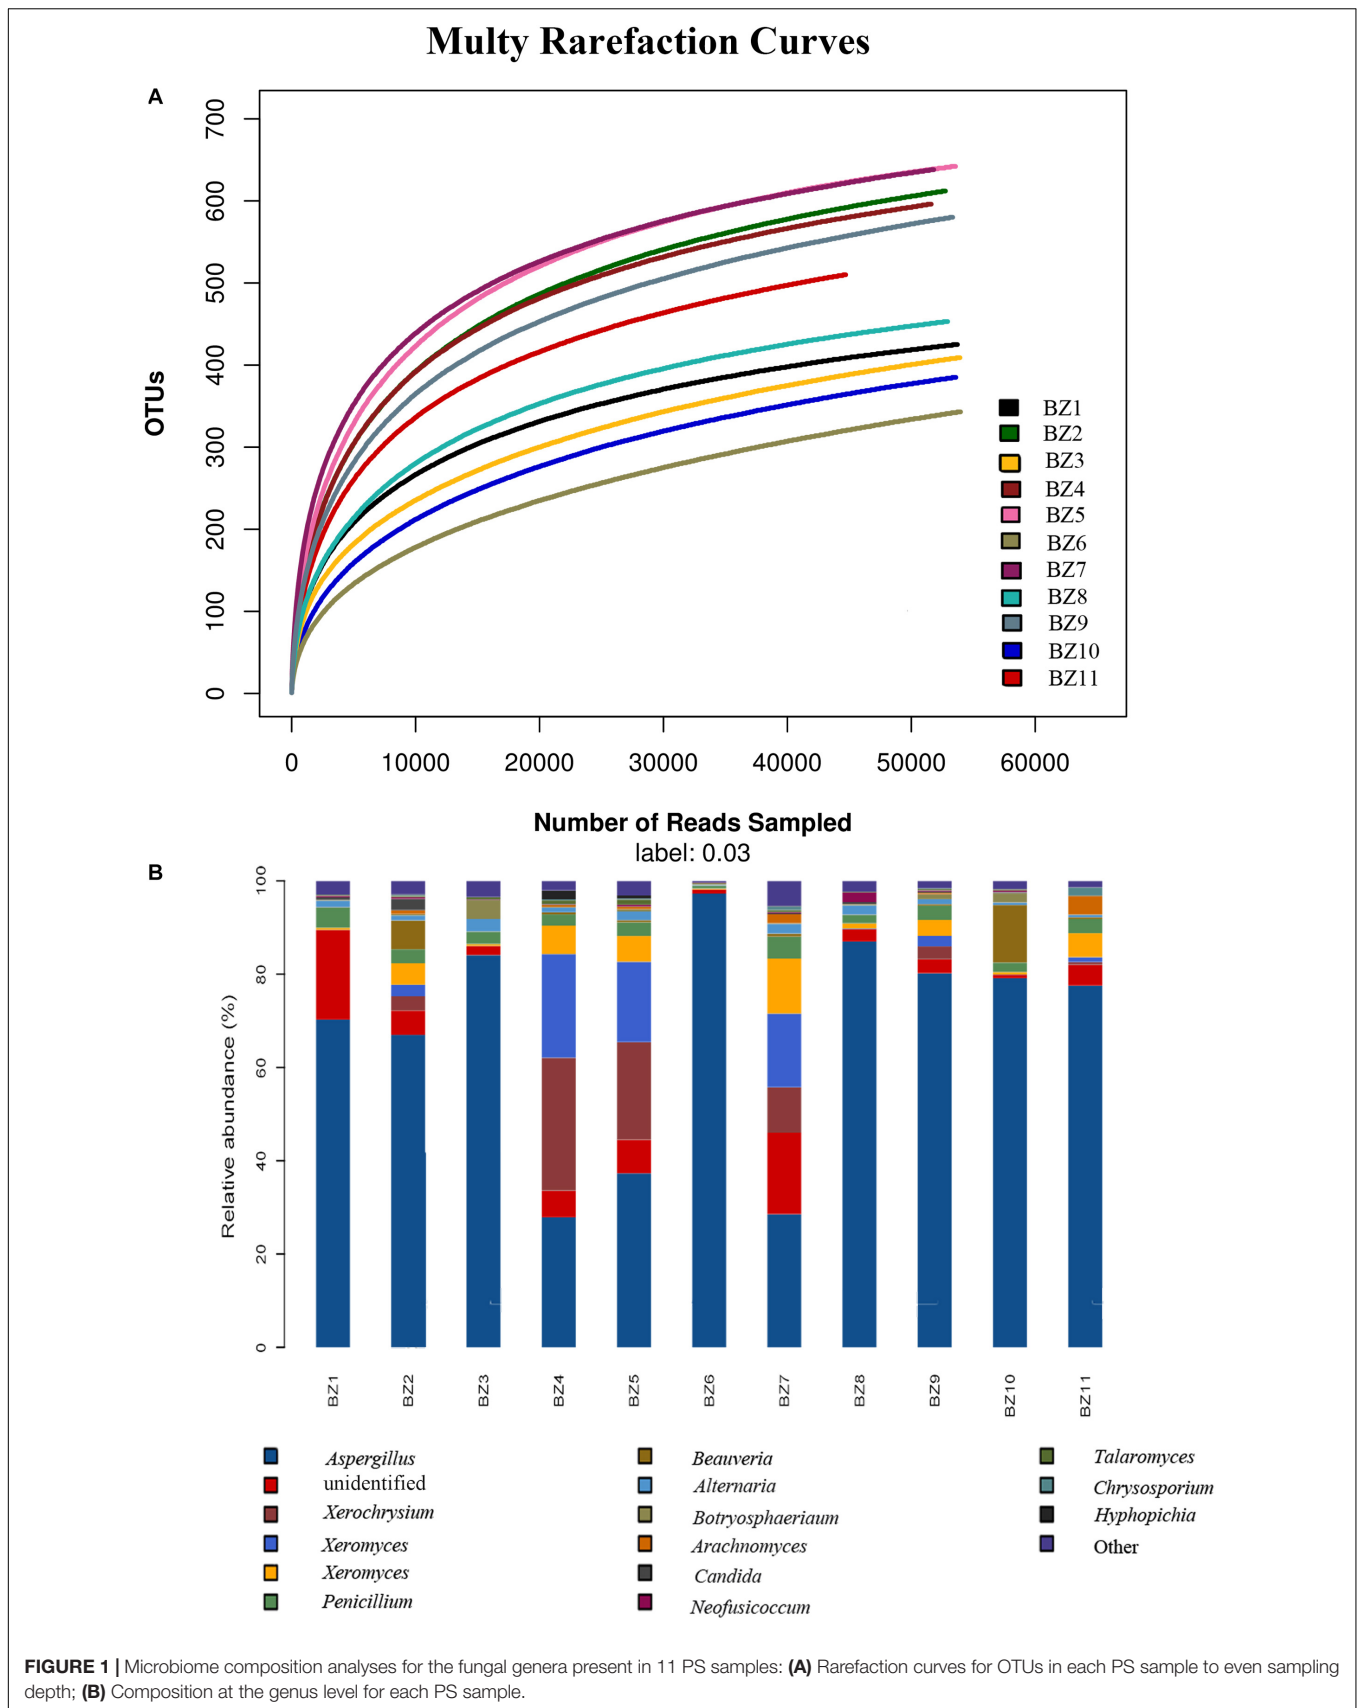 Multy Rarefaction Curves
A
700
600
500
400
300
200
100
0
OTUs
BZ1
BZ2
BZ3
BZ4
BZ5
BZ6
BZ7
BZ8
BZ9
BZ10
BZ11
0 10000 20000 30000 40000 50000 60000
Number of Reads Sampled
label: 0.03
B
100
80
60
40
20
0
Relative abundance (%)
BZ1 BZ2 BZ3 BZ4 BZ5 BZ6 BZ7 BZ8 BZ9 BZ10 BZ11
Aspergillus
unidentified
Xerochrysium
Xeromyces
Xeromyces
Penicillium
Beauveria
Alternaria
Botryosphaeriaum
Arachnomyces
Candida
Neofusicoccum
Talaromyces
Chrysosporium
Hyphopichia
Other
FIGURE 1 | Microbiome composition analyses for the fungal genera present in 11 PS samples: (A) Rarefaction curves for OTUs in each PS sample to even sampling
depth; (B) Composition at the genus level for each PS sample.